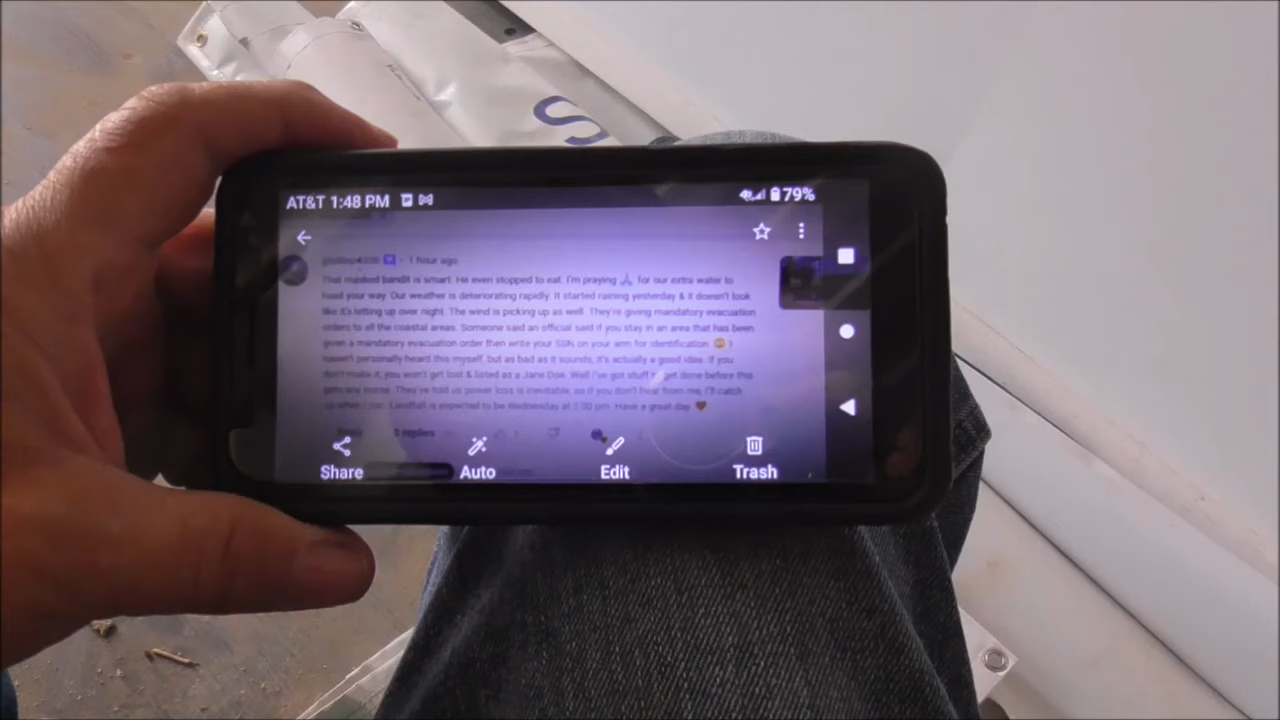 S
AT&T 1:48 PM 79%
1 hour ago
That masked bandit is smart. He even stopped to eat. I'm praying 🙏 for our extra water to
head your way. Our weather is deteriorating rapidly. It started raining yesterday & it doesn't look
like it's letting up over night. The wind is picking up as well. They're giving mandatory evacuation
orders to all the coastal areas. Someone said an official said if you stay in an area that has been
given a mandatory evacuation order then write your SSN on your arm for identification 😳 I
haven't personally heard this myself, but as bad as it sounds, it's actually a good idea. If you
don't make it, you won't get lost & listed as a Jane Doe. Well I've got stuff to get done before this
gets any worse. They've told us power loss is inevitable, so if you don't hear from me, I'll catch
up Landfall is expected to be Wednesday at 2:00 pm. Have a great day 🤎
replies
Share Auto Edit Trash